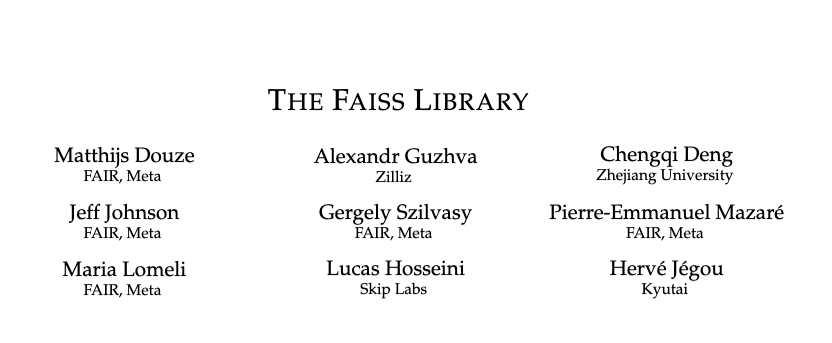 THE FAISS LIBRARY
Matthijs Douze Alexandr Guzhva Chengqi Deng
FAIR, Meta Zilliz Zhejiang University
Jeff Johnson Gergely Szilvasy Pierre-Emmanuel Mazaré
FAIR, Meta FAIR, Meta FAIR, Meta
Maria Lomeli Lucas Hosseini Hervé Jégou
FAIR, Meta Skip Labs Kyutai